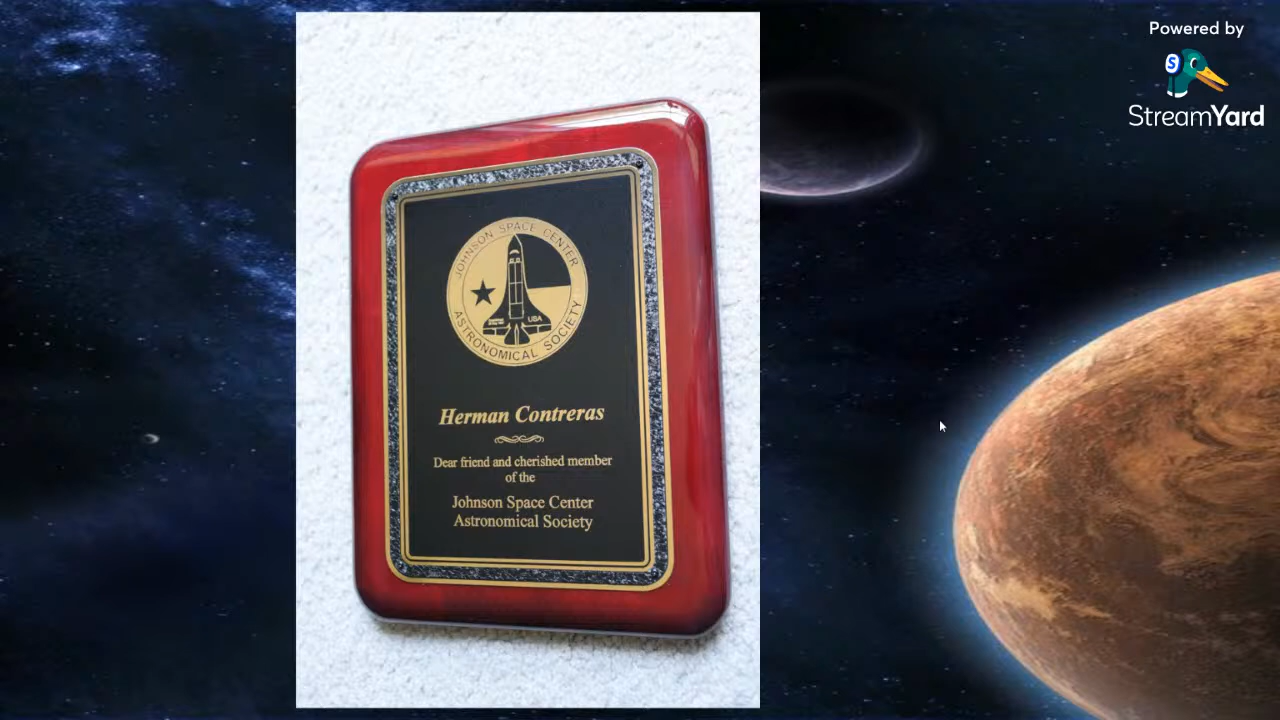 Powered by
StreamYard
S
JOHNSON SPACE CENTER
USA
ASTRONOMICAL SOCIETY
Herman Contreras
Dear friend and cherished member
of the
Johnson Space Center
Astronomical Society